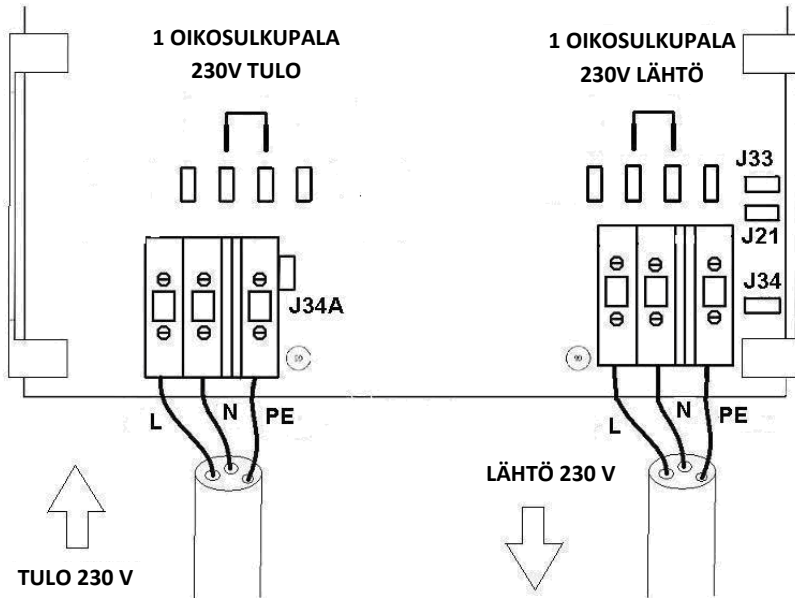 1 OIKOSULKUPALA
230V TULO
1 OIKOSULKUPALA
230V LÄHTÖ
J33
J21
J34
J34A
L
N
PE
L
N
PE
TULO 230 V
LÄHTÖ 230 V